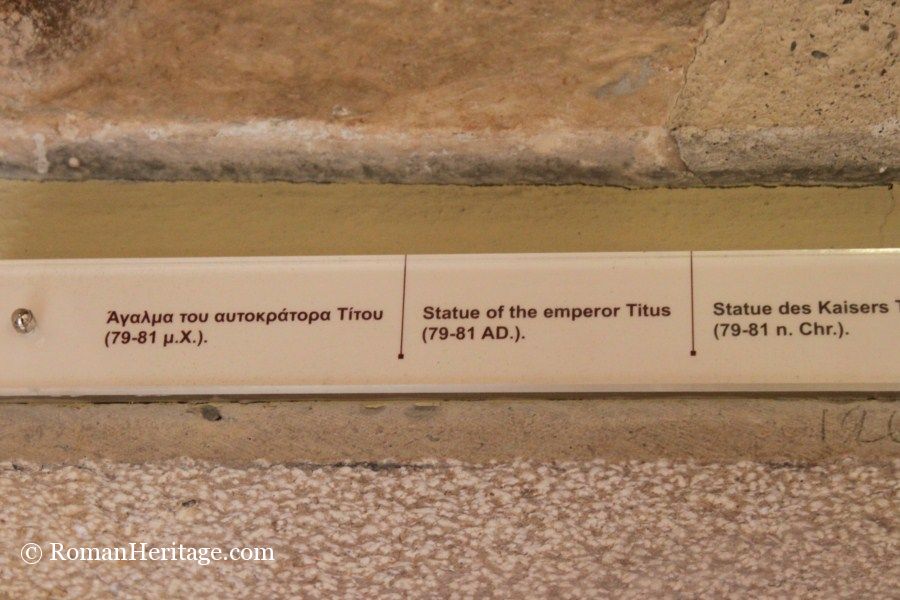 Άγαλμα του αυτοκράτορα Τίτου
(79-81 μ.Χ.).
Statue of the emperor Titus
(79-81 AD.).
Statue des Kaisers T
(79-81 n. Chr.).
© RomanHeritage.com